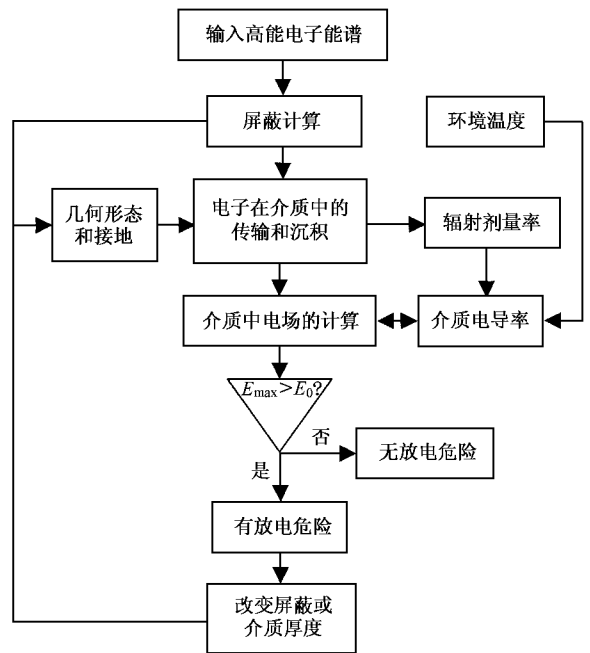 输入高能电子能谱
屏蔽计算
环境温度
几何形态
和接地
电子在介质中的
传输和沉积
辐射剂量率
介质中电场的计算
介质电导率
Emax>E0?
否
无放电危险
是
有放电危险
改变屏蔽或
介质厚度